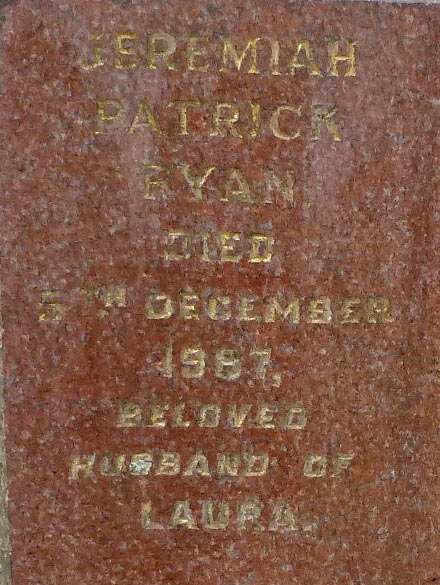 JEREMIAH
PATRICK
RYAN
DIED
5TH DECEMBER
1987,
BELOVED
HUSBAND OF
LAURA.